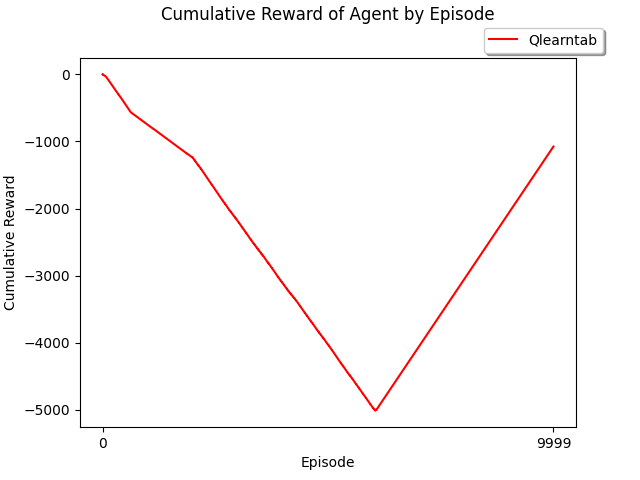 Cumulative Reward of Agent by Episode
Qlearntab
0
−1000
−2000
−3000
−4000
−5000
Cumulative Reward
0
9999
Episode